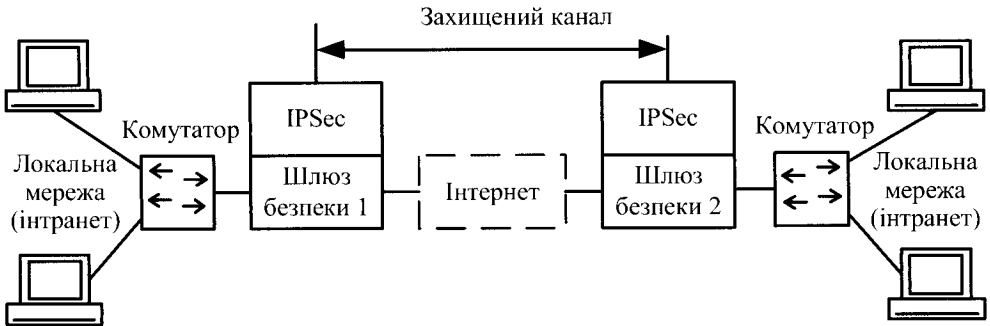 Захищений канал
IPSec
IPSec
Комутатор
Комутатор
Локальна
мережа
(інтранет)
Шлюз
безпеки 1
Інтернет
Шлюз
безпеки 2
Локальна
мережа
(інтранет)